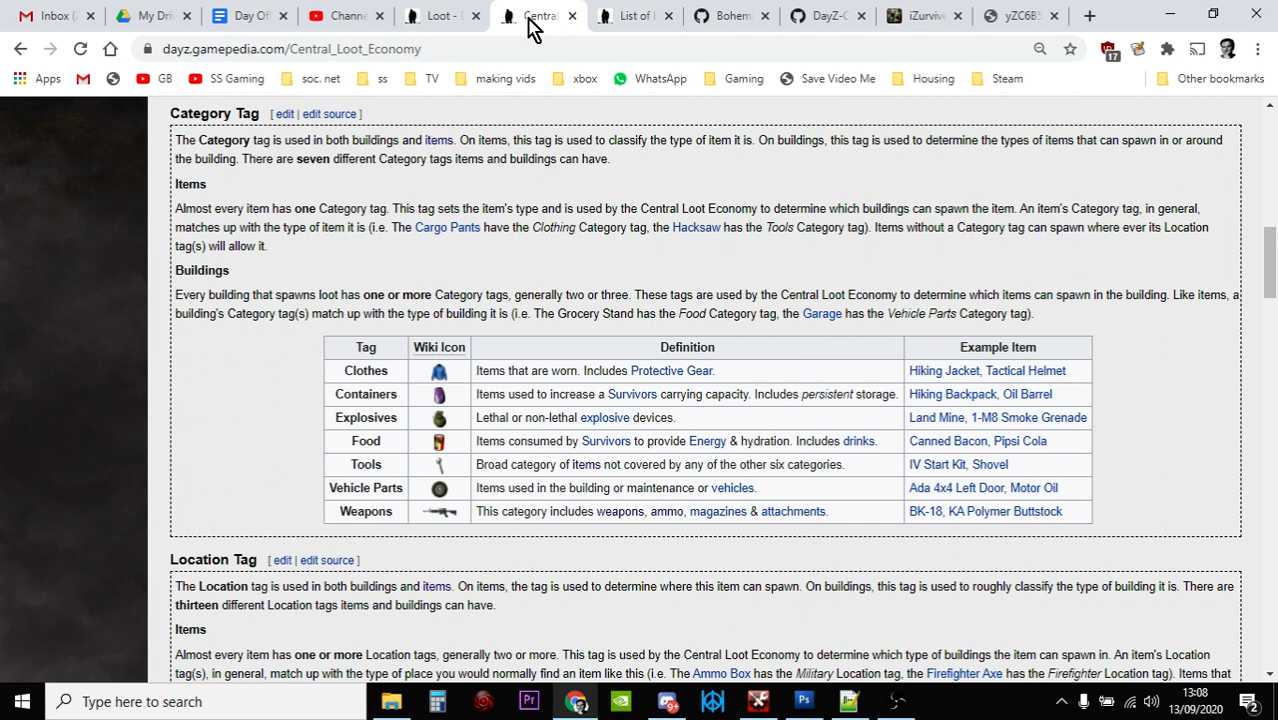 Inbox (
My Dri
Day Of
Chann
Loot - 
Central
List of
Bohem
DayZ-C
iZurviv
yZC6B5
dayz.gamepedia.com/Central_Loot_Economy
17
Apps
GB
SS Gaming
soc. net
ss
TV
making vids
xbox
WhatsApp
Gaming
Save Video Me
Housing
Steam
Other bookmarks
Category Tag [ edit | edit source ]
The Category tag is used in both buildings and items. On items, this tag is used to classify the type of item it is. On buildings, this tag is used to determine the types of items that can spawn in or around
the building. There are seven different Category tags items and buildings can have.
Items
Almost every item has one Category tag. This tag sets the item's type and is used by the Central Loot Economy to determine which buildings can spawn the item. An item's Category tag, in general,
matches up with the type of item it is (i.e. The Cargo Pants have the Clothing Category tag, the Hacksaw has the Tools Category tag). Items without a Category tag can spawn where ever its Location
tag(s) will allow it.
Buildings
Every building that spawns loot has one or more Category tags, generally two or three. These tags are used by the Central Loot Economy to determine which items can spawn in the building. Like items, a
building's Category tag(s) match up with the type of building it is (i.e. The Grocery Stand has the Food Category tag, the Garage has the Vehicle Parts Category tag).
Tag Wiki Icon Definition Example Item
Clothes Items that are worn. Includes Protective Gear. Hiking Jacket, Tactical Helmet
Containers Items used to increase a Survivors carrying capacity. Includes persistent storage. Hiking Backpack, Oil Barrel
Explosives Lethal or non-lethal explosive devices. Land Mine, 1-M8 Smoke Grenade
Food Items consumed by Survivors to provide Energy & hydration. Includes drinks. Canned Bacon, Pipsi Cola
Tools Broad category of items not covered by any of the other six categories. IV Start Kit, Shovel
Vehicle Parts Items used in the building or maintenance or vehicles. Ada 4x4 Left Door, Motor Oil
Weapons This category includes weapons, ammo, magazines & attachments. BK-18, KA Polymer Buttstock
Location Tag [ edit | edit source ]
The Location tag is used in both buildings and items. On items, the tag is used to determine where this item can spawn. On buildings, this tag is used to roughly classify the type of building it is. There are
thirteen different Location tags items and buildings can have.
Items
Almost every item has one or more Location tags, generally two or more. This tag is used by the Central Loot Economy to determine which type of buildings the item can spawn in. An item's Location
tag(s), in general, match up with the type of place you would normally find an item like this (i.e. The Ammo Box has the Military Location tag, the Firefighter Axe has the Firefighter Location tag). Items that
Type here to search
Pr
Ps
13:08
13/09/2020
2